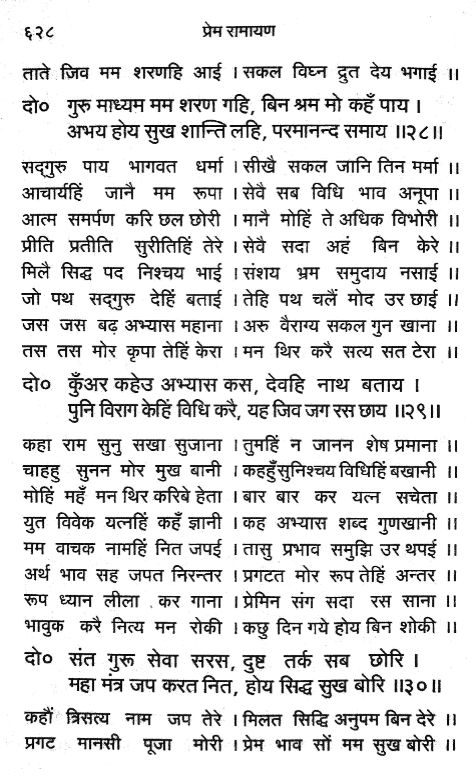 ६२८ प्रेम रामायण
ताते जिव मम शरणहि आई । सकल विघ्न द्रुत देय भगाई ॥
दो० गुरु माध्यम मम शरण गहि, बिन श्रम मो कहँ पाय ।
अभय होय सुख शान्ति लहि, परमानन्द समाय ॥२८॥
सद्गुरु पाय भागवत धर्मा । सीखै सकल जानि तिन मर्मा ॥
आचार्यहिं जानै मम रूपा । सेवै सब विधि भाव अनूपा ॥
आत्म समर्पण करि छल छोरी । मानै मोहिं ते अधिक विभोरी ॥
प्रीति प्रतीति सुरीतिहिं तेरे । सेवै सदा अहं बिन केरे ॥
मिलै सिद्ध पद निश्चय भाई । संशय भ्रम समुदाय नसाई ॥
जो पथ सद्गुरु देहिं बताई । तेहि पथ चलैं मोद उर छाई ॥
जस जस बढ़ अभ्यास महाना । अरु वैराग्य सकल गुन खाना ॥
तस तस मोर कृपा तेहिं केरा । मन थिर करै सत्य सत टेरा ॥
दो० कुँअर कहेउ अभ्यास कस, देवहि नाथ बताय ।
पुनि विराग केहिं विधि करै, यह जिव जग रस छाय ॥२९॥
कहा राम सुनु सखा सुजाना । तुमहिं न जानन शेष प्रमाना ॥
चाहहु सुनन मोर मुख बानी । कहहुँ सुनिश्चय विधिहिं बखानी ॥
मोहिं महँ मन थिर करिबे हेता । बार बार कर यत्न सचेता ॥
युत विवेक यत्नहिं कहँ ज्ञानी । कह अभ्यास शब्द गुणखानी ॥
मम वाचक नामहिं नित जपई । तासु प्रभाव समुझि उर थपई ॥
अर्थ भाव सह जपत निरन्तर । प्रगटत मोर रूप तेहिं अन्तर ॥
रूप ध्यान लीला कर गाना । प्रेमिन संग सदा रस साना ॥
भावुक करै नित्य मन रोकी । कछु दिन गये होय बिन शोकी ॥
दो० संत गुरु सेवा सरस, दुष्ट तर्क सब छोरि ।
महा मंत्र जप करत नित, होय सिद्ध सुख बोरि ॥३०॥
कहौं त्रिसत्य नाम जप तेरे । मिलत सिद्धि अनुपम बिन देरे ॥
प्रगट मानसी पूजा मोरी । प्रेम भाव सों मम सुख बोरी ॥